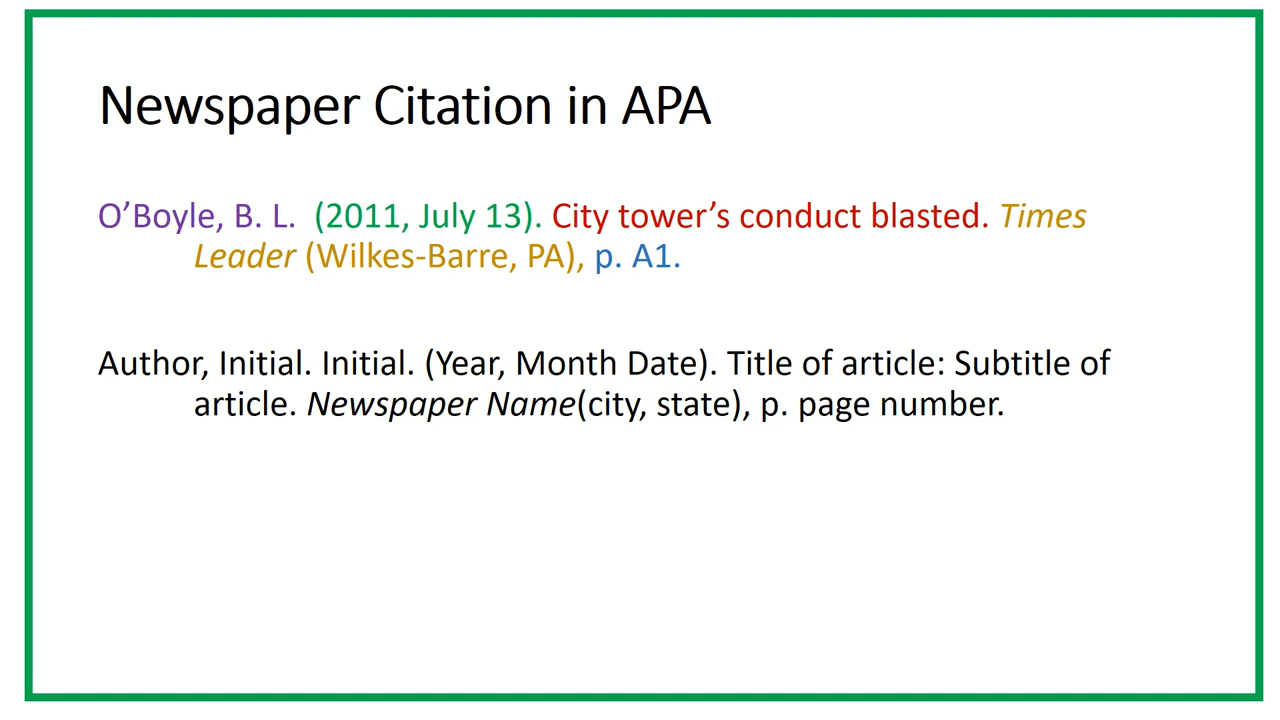 Newspaper Citation in APA
O’Boyle, B. L.  (2011, July 13). City tower’s conduct blasted. Times
Leader (Wilkes-Barre, PA), p. A1.
Author, Initial. Initial. (Year, Month Date). Title of article: Subtitle of
article. Newspaper Name(city, state), p. page number.